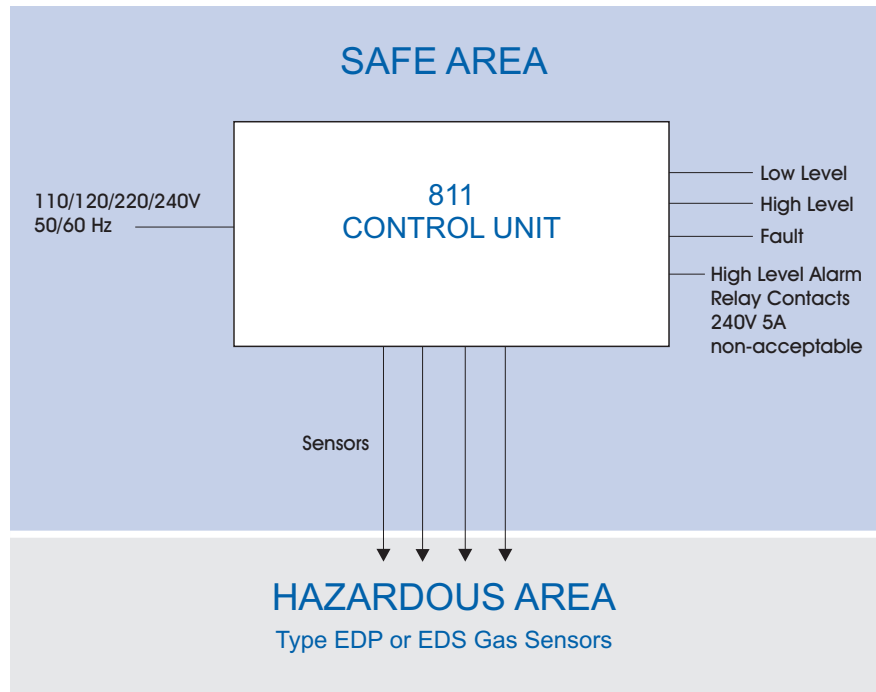 SAFE AREA
110/120/220/240V
50/60 Hz
811
CONTROL UNIT
Low Level
High Level
Fault
High Level Alarm
Relay Contacts
240V 5A
non-acceptable
Sensors
HAZARDOUS AREA
Type EDP or EDS Gas Sensors